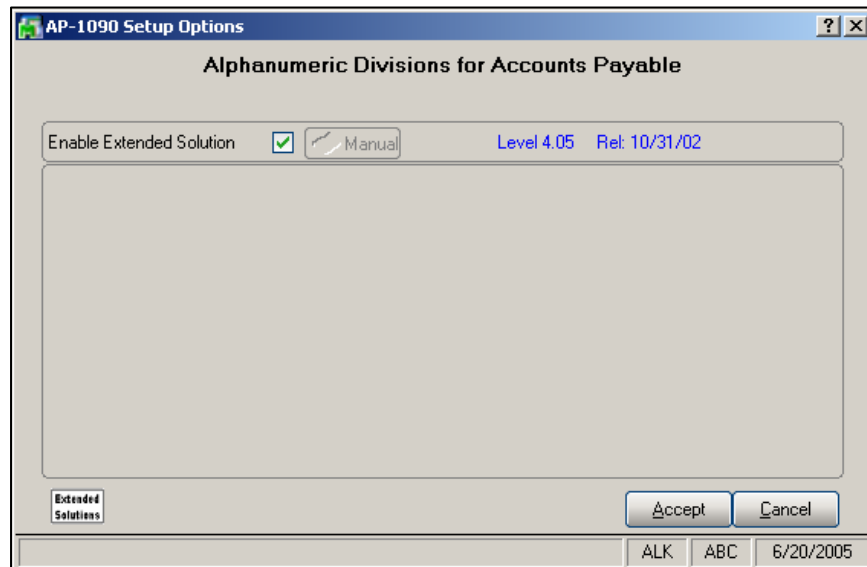 AP-1090 Setup Options
Alphanumeric Divisions for Accounts Payable
Enable Extended Solution Manual Level 4.05 Rel: 10/31/02
Extended
Solutions
Accept Cancel
ALK ABC 6/20/2005